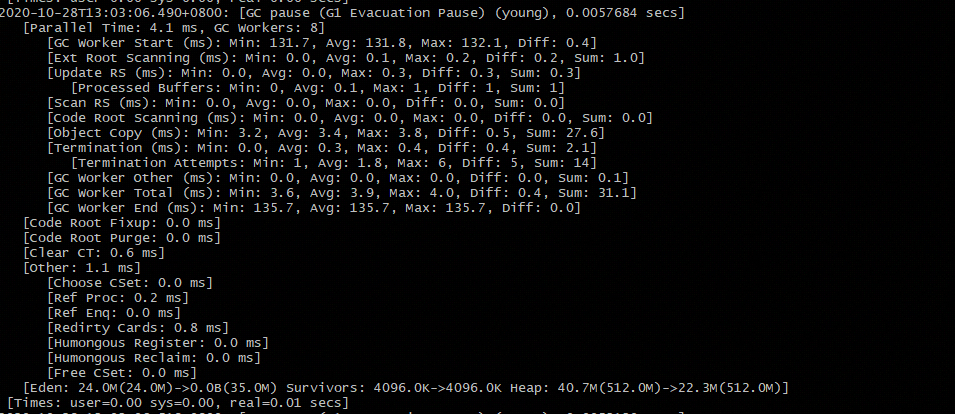 [Times: user=0.00 sys=0.00, real=0.00 secs]
2020-10-28T13:03:06.490+0800: [GC pause (G1 Evacuation Pause) (young), 0.0057684 secs]
[Parallel Time: 4.1 ms, GC Workers: 8]
[GC Worker Start (ms): Min: 131.7, Avg: 131.8, Max: 132.1, Diff: 0.4]
[Ext Root Scanning (ms): Min: 0.0, Avg: 0.1, Max: 0.2, Diff: 0.2, Sum: 1.0]
[Update RS (ms): Min: 0.0, Avg: 0.0, Max: 0.3, Diff: 0.3, Sum: 0.3]
[Processed Buffers: Min: 0, Avg: 0.1, Max: 1, Diff: 1, Sum: 1]
[Scan RS (ms): Min: 0.0, Avg: 0.0, Max: 0.0, Diff: 0.0, Sum: 0.0]
[Code Root Scanning (ms): Min: 0.0, Avg: 0.0, Max: 0.0, Diff: 0.0, Sum: 0.0]
[Object Copy (ms): Min: 3.2, Avg: 3.4, Max: 3.8, Diff: 0.5, Sum: 27.6]
[Termination (ms): Min: 0.0, Avg: 0.3, Max: 0.4, Diff: 0.4, Sum: 2.1]
[Termination Attempts: Min: 1, Avg: 1.8, Max: 6, Diff: 5, Sum: 14]
[GC Worker Other (ms): Min: 0.0, Avg: 0.0, Max: 0.0, Diff: 0.0, Sum: 0.1]
[GC Worker Total (ms): Min: 3.6, Avg: 3.9, Max: 4.0, Diff: 0.4, Sum: 31.1]
[GC Worker End (ms): Min: 135.7, Avg: 135.7, Max: 135.7, Diff: 0.0]
[Code Root Fixup: 0.0 ms]
[Code Root Purge: 0.0 ms]
[Clear CT: 0.6 ms]
[Other: 1.1 ms]
[Choose CSet: 0.0 ms]
[Ref Proc: 0.2 ms]
[Ref Enq: 0.0 ms]
[Redirty Cards: 0.8 ms]
[Humongous Register: 0.0 ms]
[Humongous Reclaim: 0.0 ms]
[Free CSet: 0.0 ms]
[Eden: 24.0M(24.0M)->0.0B(35.0M) Survivors: 4096.0K->4096.0K Heap: 40.7M(512.0M)->22.3M(512.0M)]
[Times: user=0.00 sys=0.00, real=0.01 secs]